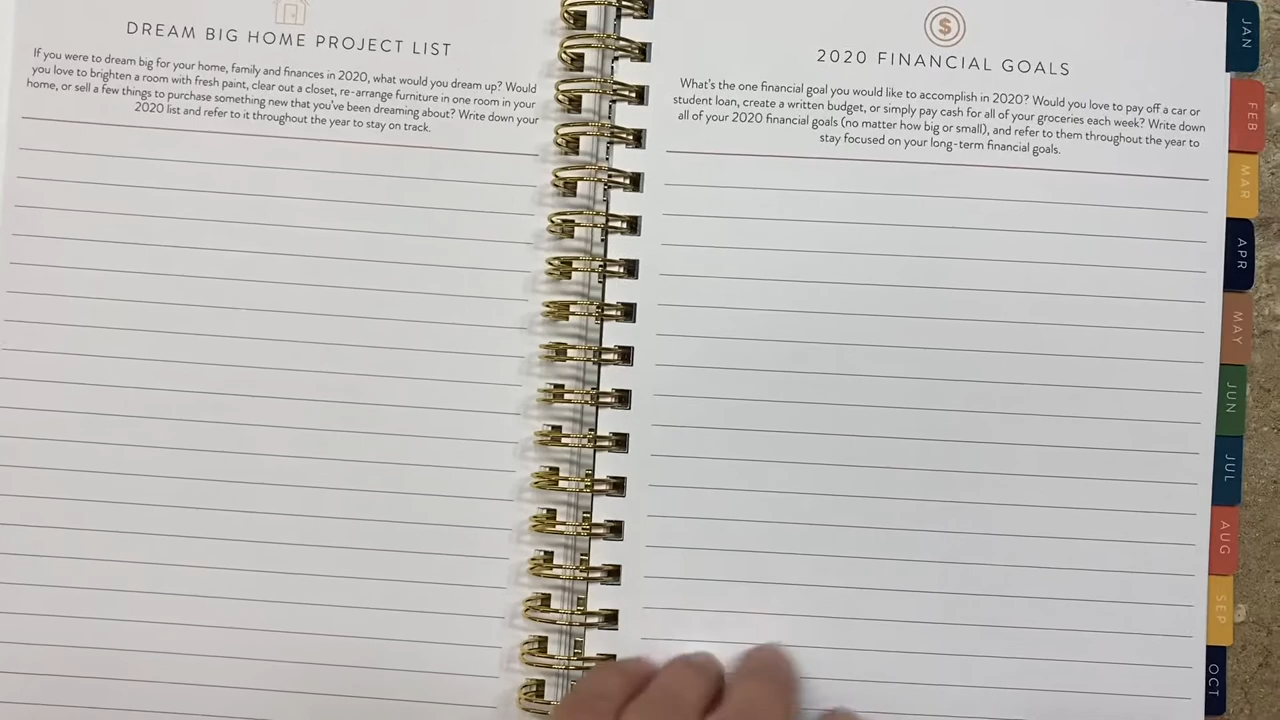 DREAM BIG HOME PROJECT LIST
If you were to dream big for your home, family and finances in 2020, what would you dream up? Would
you love to brighten a room with fresh paint, clear out a closet, re-arrange furniture in one room in your
home, or sell a few things to purchase something new that you've been dreaming about? Write down your
2020 list and refer to it throughout the year to stay on track.
$
2020 FINANCIAL GOALS
What's the one financial goal you would like to accomplish in 2020? Would you love to pay off a car or
student loan, create a written budget, or simply pay cash for all of your groceries each week? Write down
all of your 2020 financial goals (no matter how big or small), and refer to them throughout the year to
stay focused on your long-term financial goals.
JAN
FEB
MAR
APR
MAY
JUN
JUL
AUG
SEP
OCT